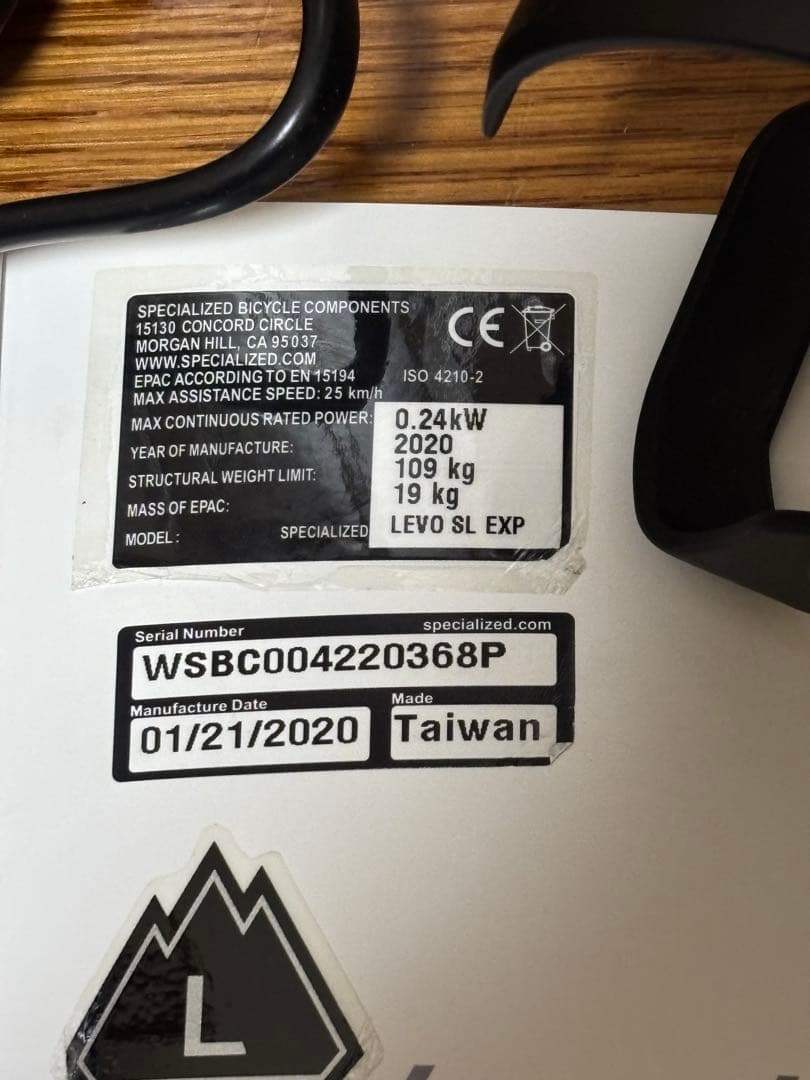 SPECIALIZED BICYCLE COMPONENTS
15130 CONCORD CIRCLE
MORGAN HILL, CA 95037
WWW.SPECIALIZED.COM
EPAC ACCORDING TO EN 15194 ISO 4210-2
MAX ASSISTANCE SPEED: 25 km/h
CE
MAX CONTINUOUS RATED POWER: 0.24kW
YEAR OF MANUFACTURE: 2020
STRUCTURAL WEIGHT LIMIT: 109 kg
MASS OF EPAC: 19 kg
MODEL: SPECIALIZED LEVO SL EXP
Serial Number specialized.com
WSBC004220368P
Manufacture Date Made
01/21/2020 Taiwan
L